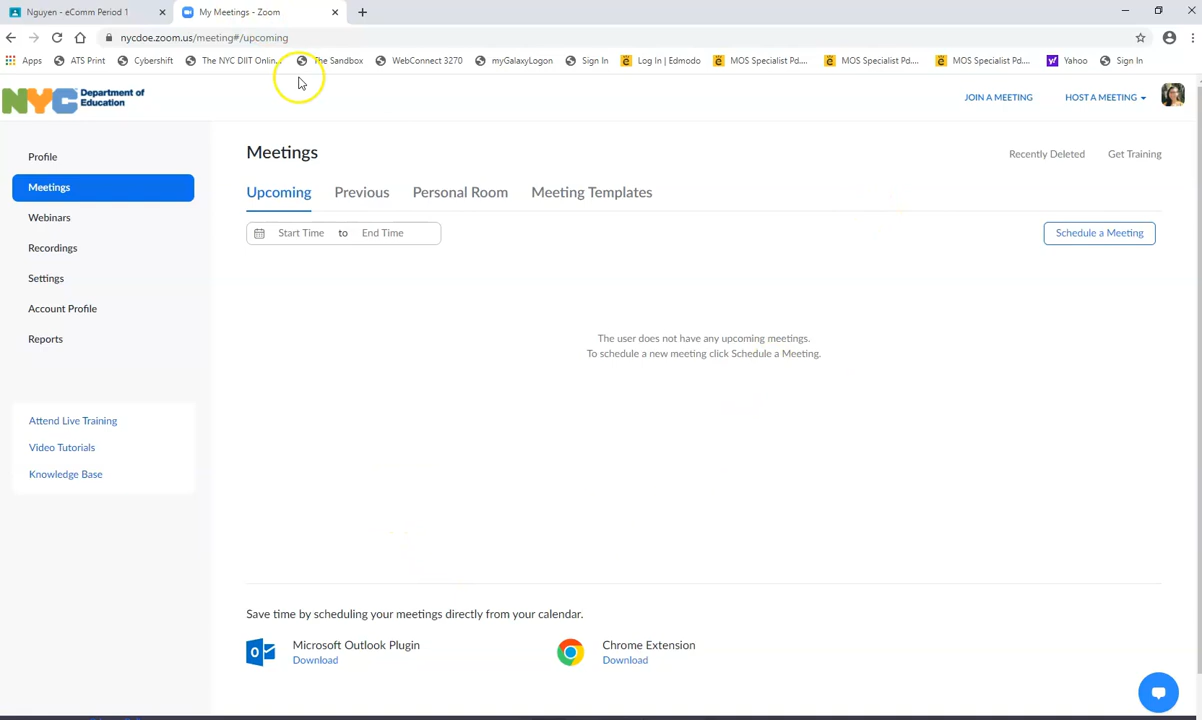 Nguyen - eComm Period 1
My Meetings - Zoom
nycdoe.zoom.us/meeting#/upcoming
Apps ATS Print Cybershift The NYC DIIT Onlin... The Sandbox WebConnect 3270 myGalaxyLogon Sign In Log In | Edmodo MOS Specialist Pd.... MOS Specialist Pd.... MOS Specialist Pd.... Yahoo Sign In
NYC Department of
Education
JOIN A MEETING HOST A MEETING
Profile
Meetings
Webinars
Recordings
Settings
Account Profile
Reports
Attend Live Training
Video Tutorials
Knowledge Base
Meetings
Recently Deleted Get Training
Upcoming Previous Personal Room Meeting Templates
Start Time to End Time
Schedule a Meeting
The user does not have any upcoming meetings.
To schedule a new meeting click Schedule a Meeting.
Save time by scheduling your meetings directly from your calendar.
Microsoft Outlook Plugin
Download
Chrome Extension
Download